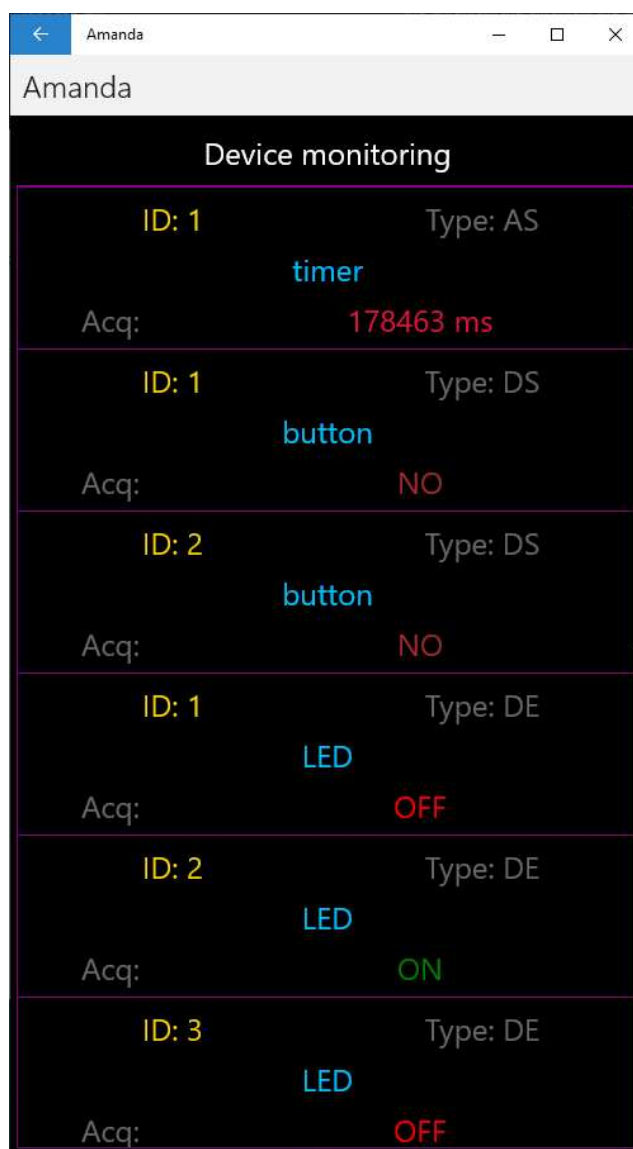 Amanda
Amanda
Device monitoring
ID: 1 Type: AS
timer
Acq: 178463 ms
ID: 1 Type: DS
button
Acq: NO
ID: 2 Type: DS
button
Acq: NO
ID: 1 Type: DE
LED
Acq: OFF
ID: 2 Type: DE
LED
Acq: ON
ID: 3 Type: DE
LED
Acq: OFF